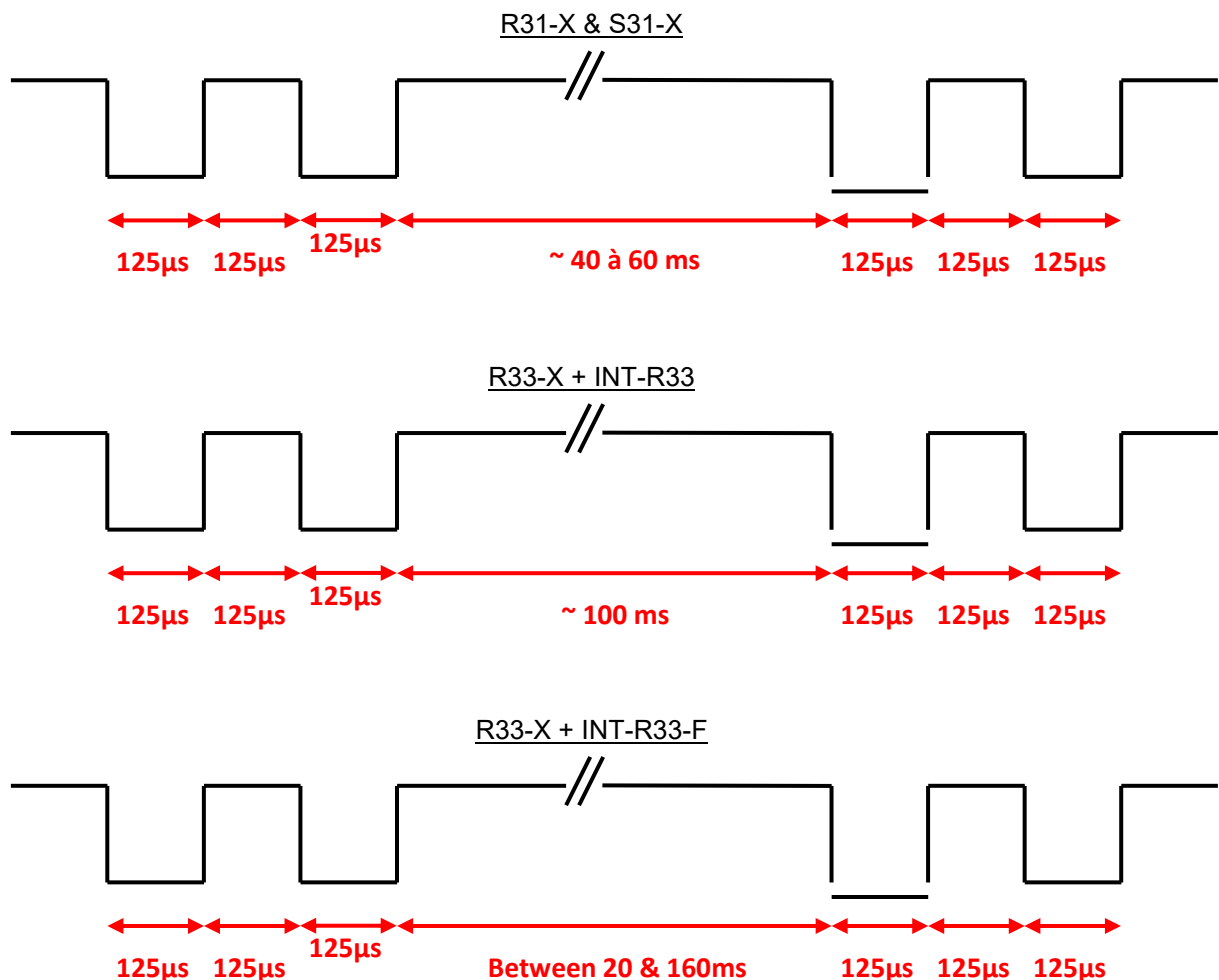 R31-X & S31-X
125µs 125µs 125µs ~ 40 à 60 ms 125µs 125µs 125µs
R33-X + INT-R33
125µs 125µs 125µs ~ 100 ms 125µs 125µs 125µs
R33-X + INT-R33-F
125µs 125µs 125µs Between 20 & 160ms 125µs 125µs 125µs